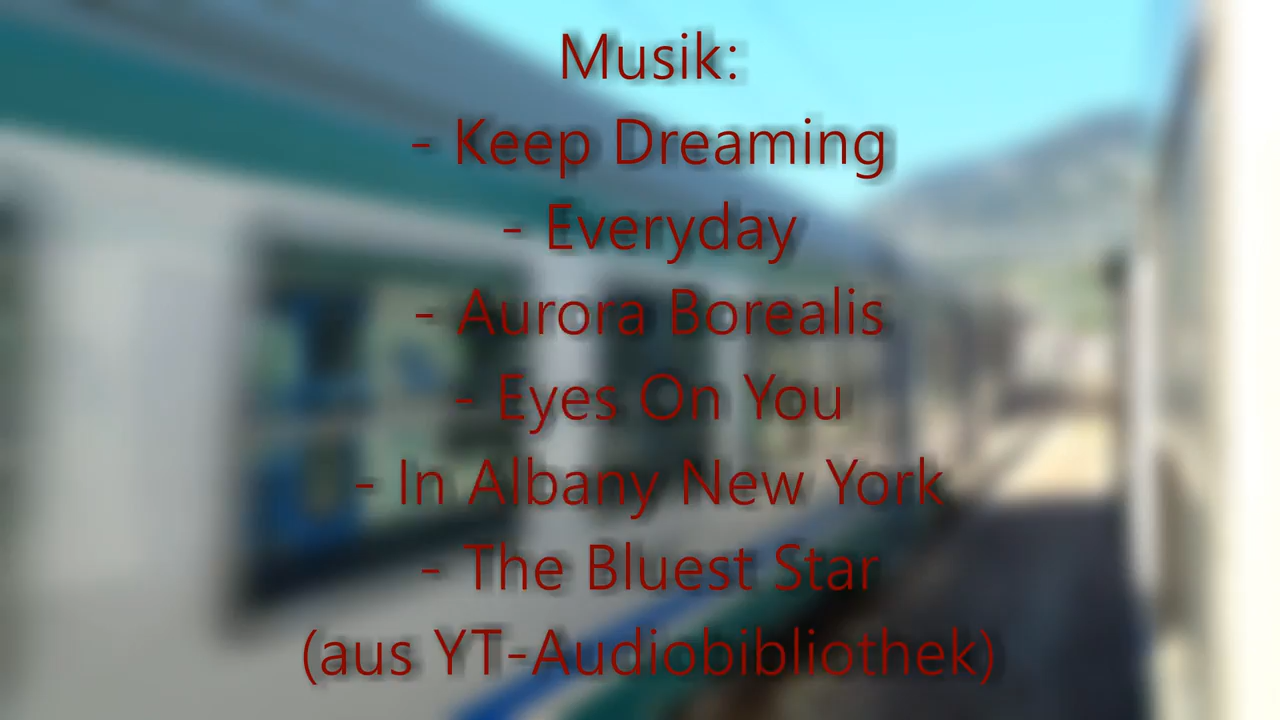 Musik:
- Keep Dreaming
- Everyday
- Aurora Borealis
- Eyes On You
- In Albany New York
- The Bluest Star
(aus YT-Audiobibliothek)